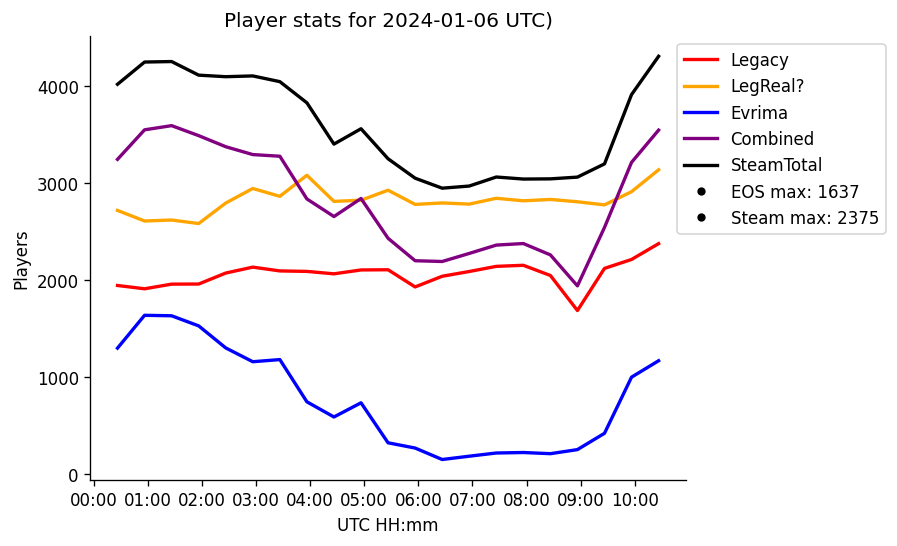 Player stats for 2024-01-06 UTC)
Players
4000
3000
2000
1000
0
00:00 01:00 02:00 03:00 04:00 05:00 06:00 07:00 08:00 09:00 10:00
UTC HH:mm
Legacy
LegReal?
Evrima
Combined
SteamTotal
EOS max: 1637
Steam max: 2375